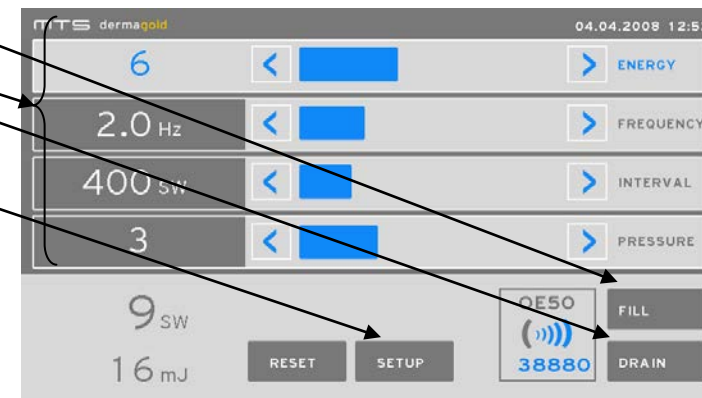 MTS dermagold 04.04.2008 12:5
6 ENERGY
2.0 Hz FREQUENCY
400 SW INTERVAL
3 PRESSURE
9 SW
16 mJ
RESET SETUP
OE50
38880
FILL
DRAIN